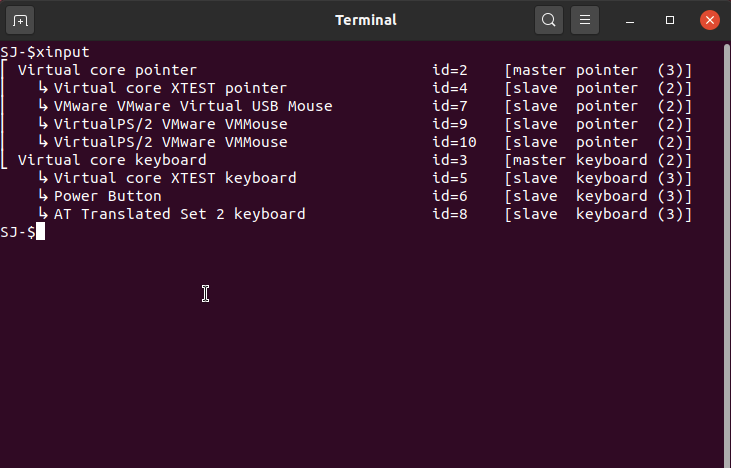 Terminal
SJ-$xinput
⎡ Virtual core pointer                          id=2    [master pointer  (3)]
⎜   ↳ Virtual core XTEST pointer                id=4    [slave  pointer  (2)]
⎜   ↳ VMware VMware Virtual USB Mouse           id=7    [slave  pointer  (2)]
⎜   ↳ VirtualPS/2 VMware VMMouse                id=9    [slave  pointer  (2)]
⎜   ↳ VirtualPS/2 VMware VMMouse                id=10   [slave  pointer  (2)]
⎣ Virtual core keyboard                         id=3    [master keyboard (2)]
    ↳ Virtual core XTEST keyboard               id=5    [slave  keyboard (3)]
    ↳ Power Button                              id=6    [slave  keyboard (3)]
    ↳ AT Translated Set 2 keyboard              id=8    [slave  keyboard (3)]
SJ-$